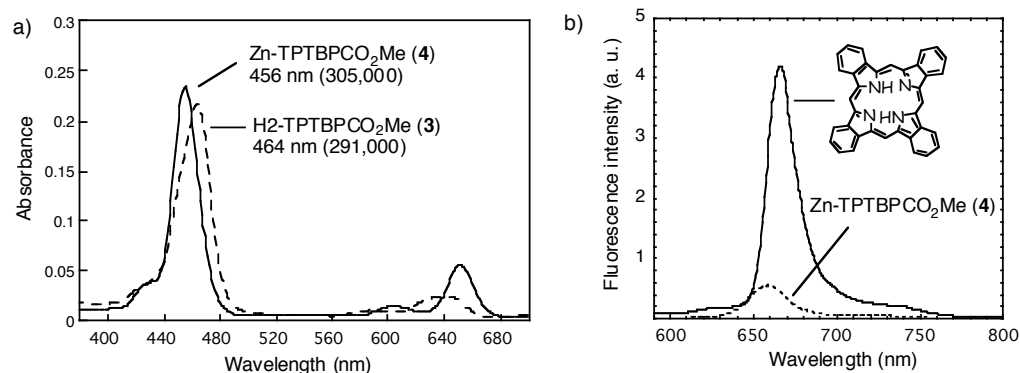 a)
0.3
0.25
0.2
0.15
0.1
0.05
0
Absorbance
Zn-TPTBPCO₂Me (4)
456 nm (305,000)
H2-TPTBPCO₂Me (3)
464 nm (291,000)
400 440 480 520 560 600 640 680
Wavelength (nm)
b)
5
4
3
2
1
Fluorescence intensity (a. u.)
NH N
N HN
Zn-TPTBPCO₂Me (4)
600 650 700 750 800
Wavelength (nm)